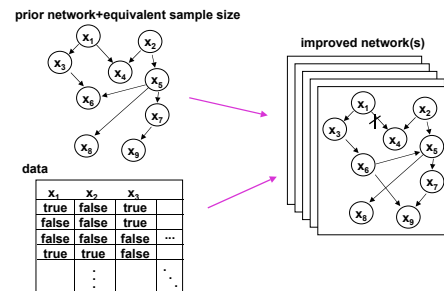 prior network+equivalent sample size
x1
x2
x3
x4
x5
x6
x7
x8
x9
data
x1 x2 x3
true false true
false false true
false false false ...
true true false
improved network(s)
x1
x2
x3
x4
x5
x6
x7
x8
x9